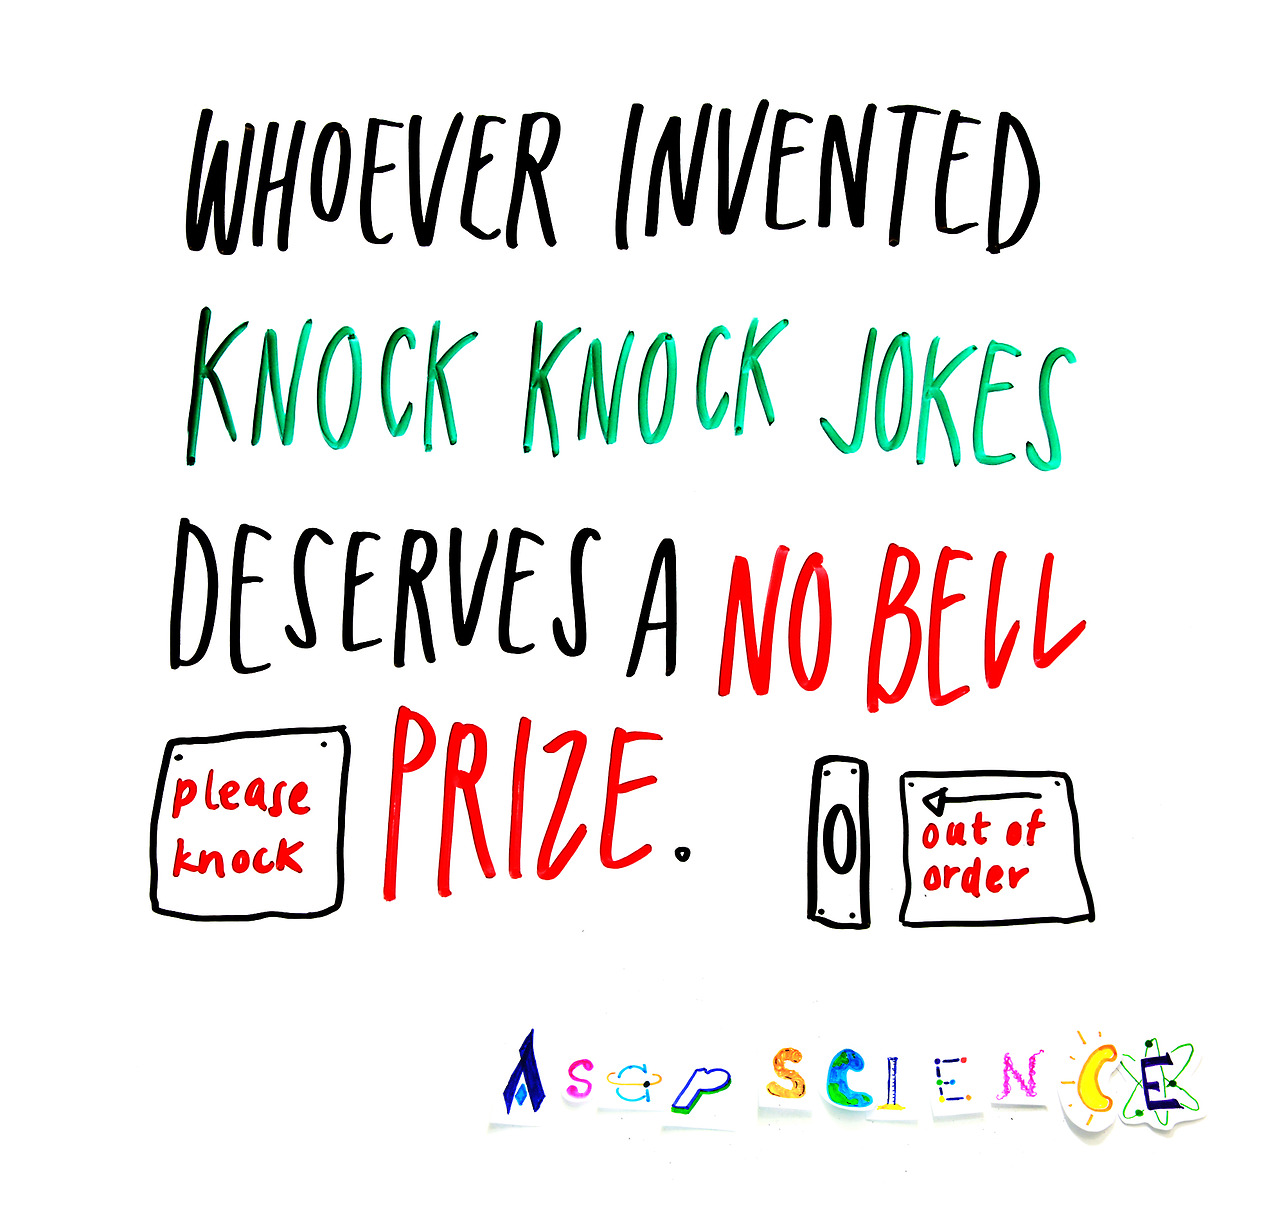 WHOEVER INVENTED
KNOCK KNOCK JOKES
DESERVES A NO BELL
PRIZE.
please
knock
out of
order
ASAP SCIENCE